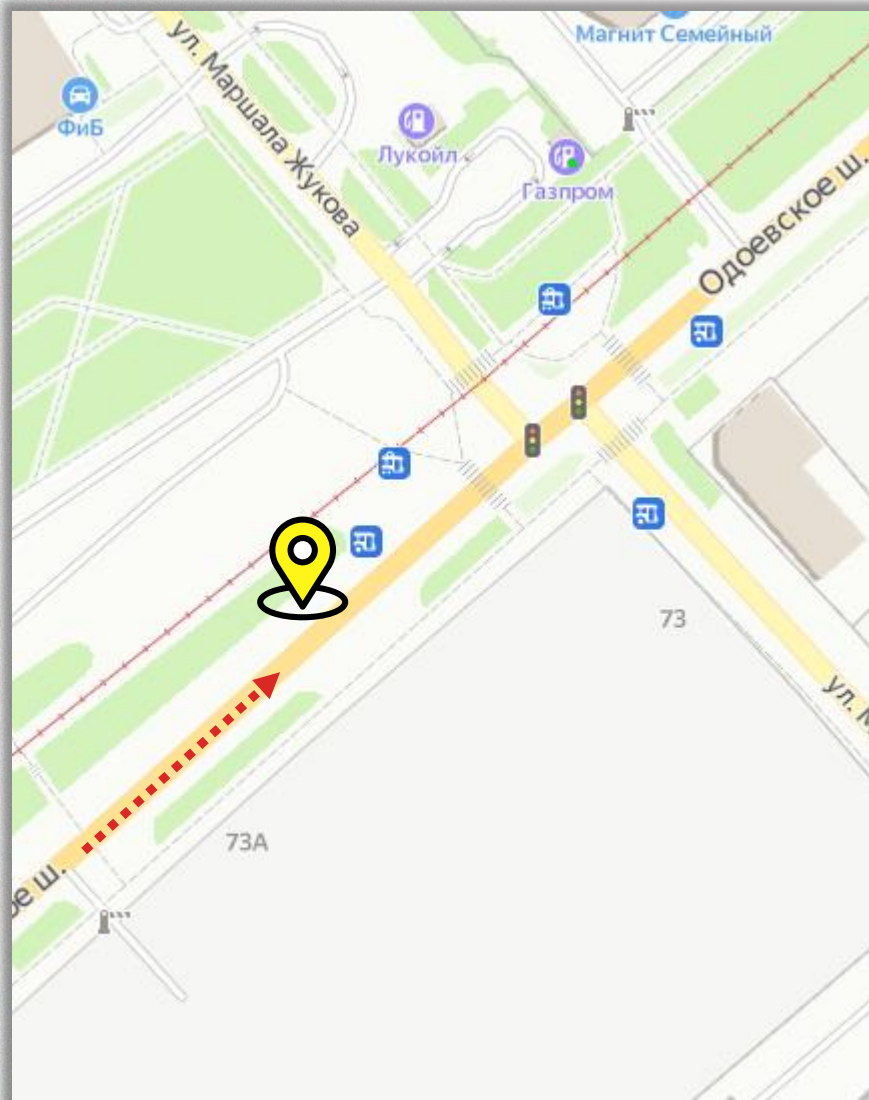 Магнит Семейный
ул. Маршала Жукова
ФиБ
Лукойл
Газпром
Одоевское ш.
73
ул. М
73А
ое ш.